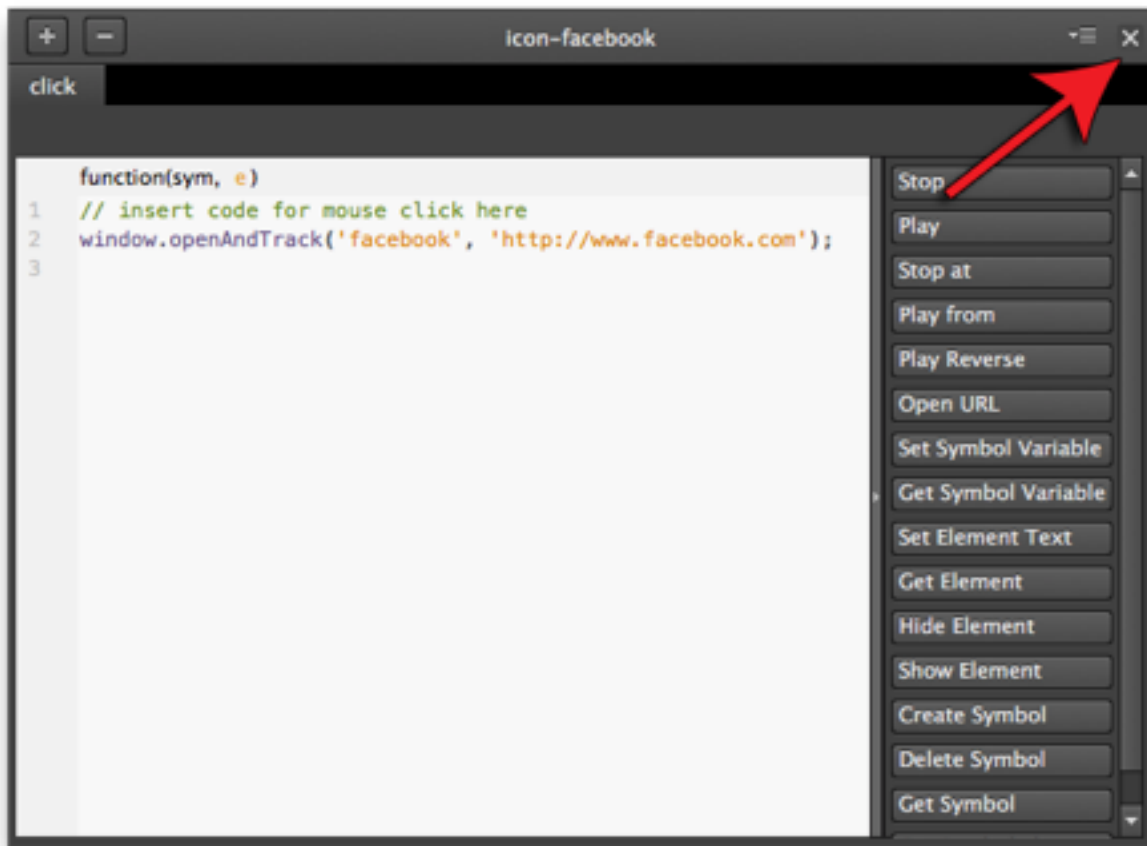 icon-facebook
click
function(sym, e)
1 // insert code for mouse click here
2 window.openAndTrack('facebook', 'http://www.facebook.com');
3
Stop
Play
Stop at
Play from
Play Reverse
Open URL
Set Symbol Variable
Get Symbol Variable
Set Element Text
Get Element
Hide Element
Show Element
Create Symbol
Delete Symbol
Get Symbol